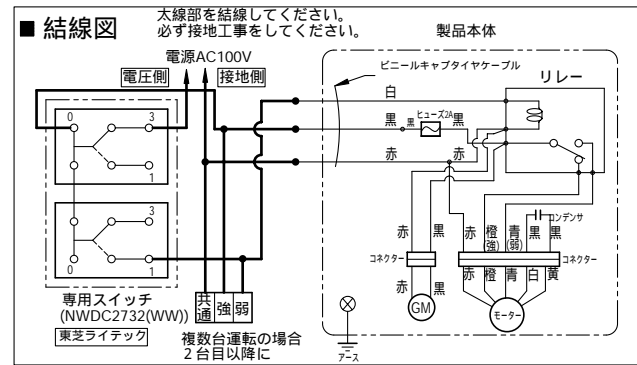 ■ 結線図
太線部を結線してください。
必ず接地工事をしてください。
製品本体
電源AC100V
電圧側
接地側
ビニールキャブタイヤケーブル
リレー
白
黒
黒
ヒューズ2A
黒
赤
赤
0
3
1
3
0
1
赤
黒
赤
橙
(強)
青
(弱)
黒
黒
コンデンサ
コネクター
コネクター
赤
黒
赤
橙
青
白
黄
GM
モーター
アース
専用スイッチ
(NWDC2732(WW))
東芝ライテック
共通
強
弱
複数台運転の場合
2台目以降に